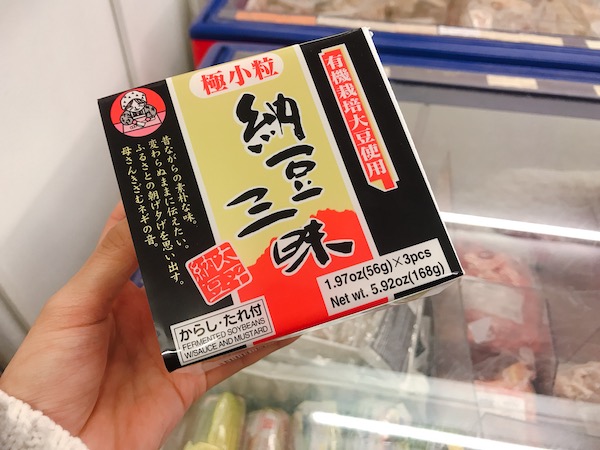 極小粒
有機栽培大豆使用
納豆三昧
昔ながらの素朴な味。
変わらぬままに伝えたい。
ふるさとの朝げ夕げを思い出す。
母さんきざむネギの音。
からし・たれ付
FERMENTED SOYBEANS
W/SAUCE AND MUSTARD
1.97oz(56g)×3pcs
Net wt. 5.92oz(168g)